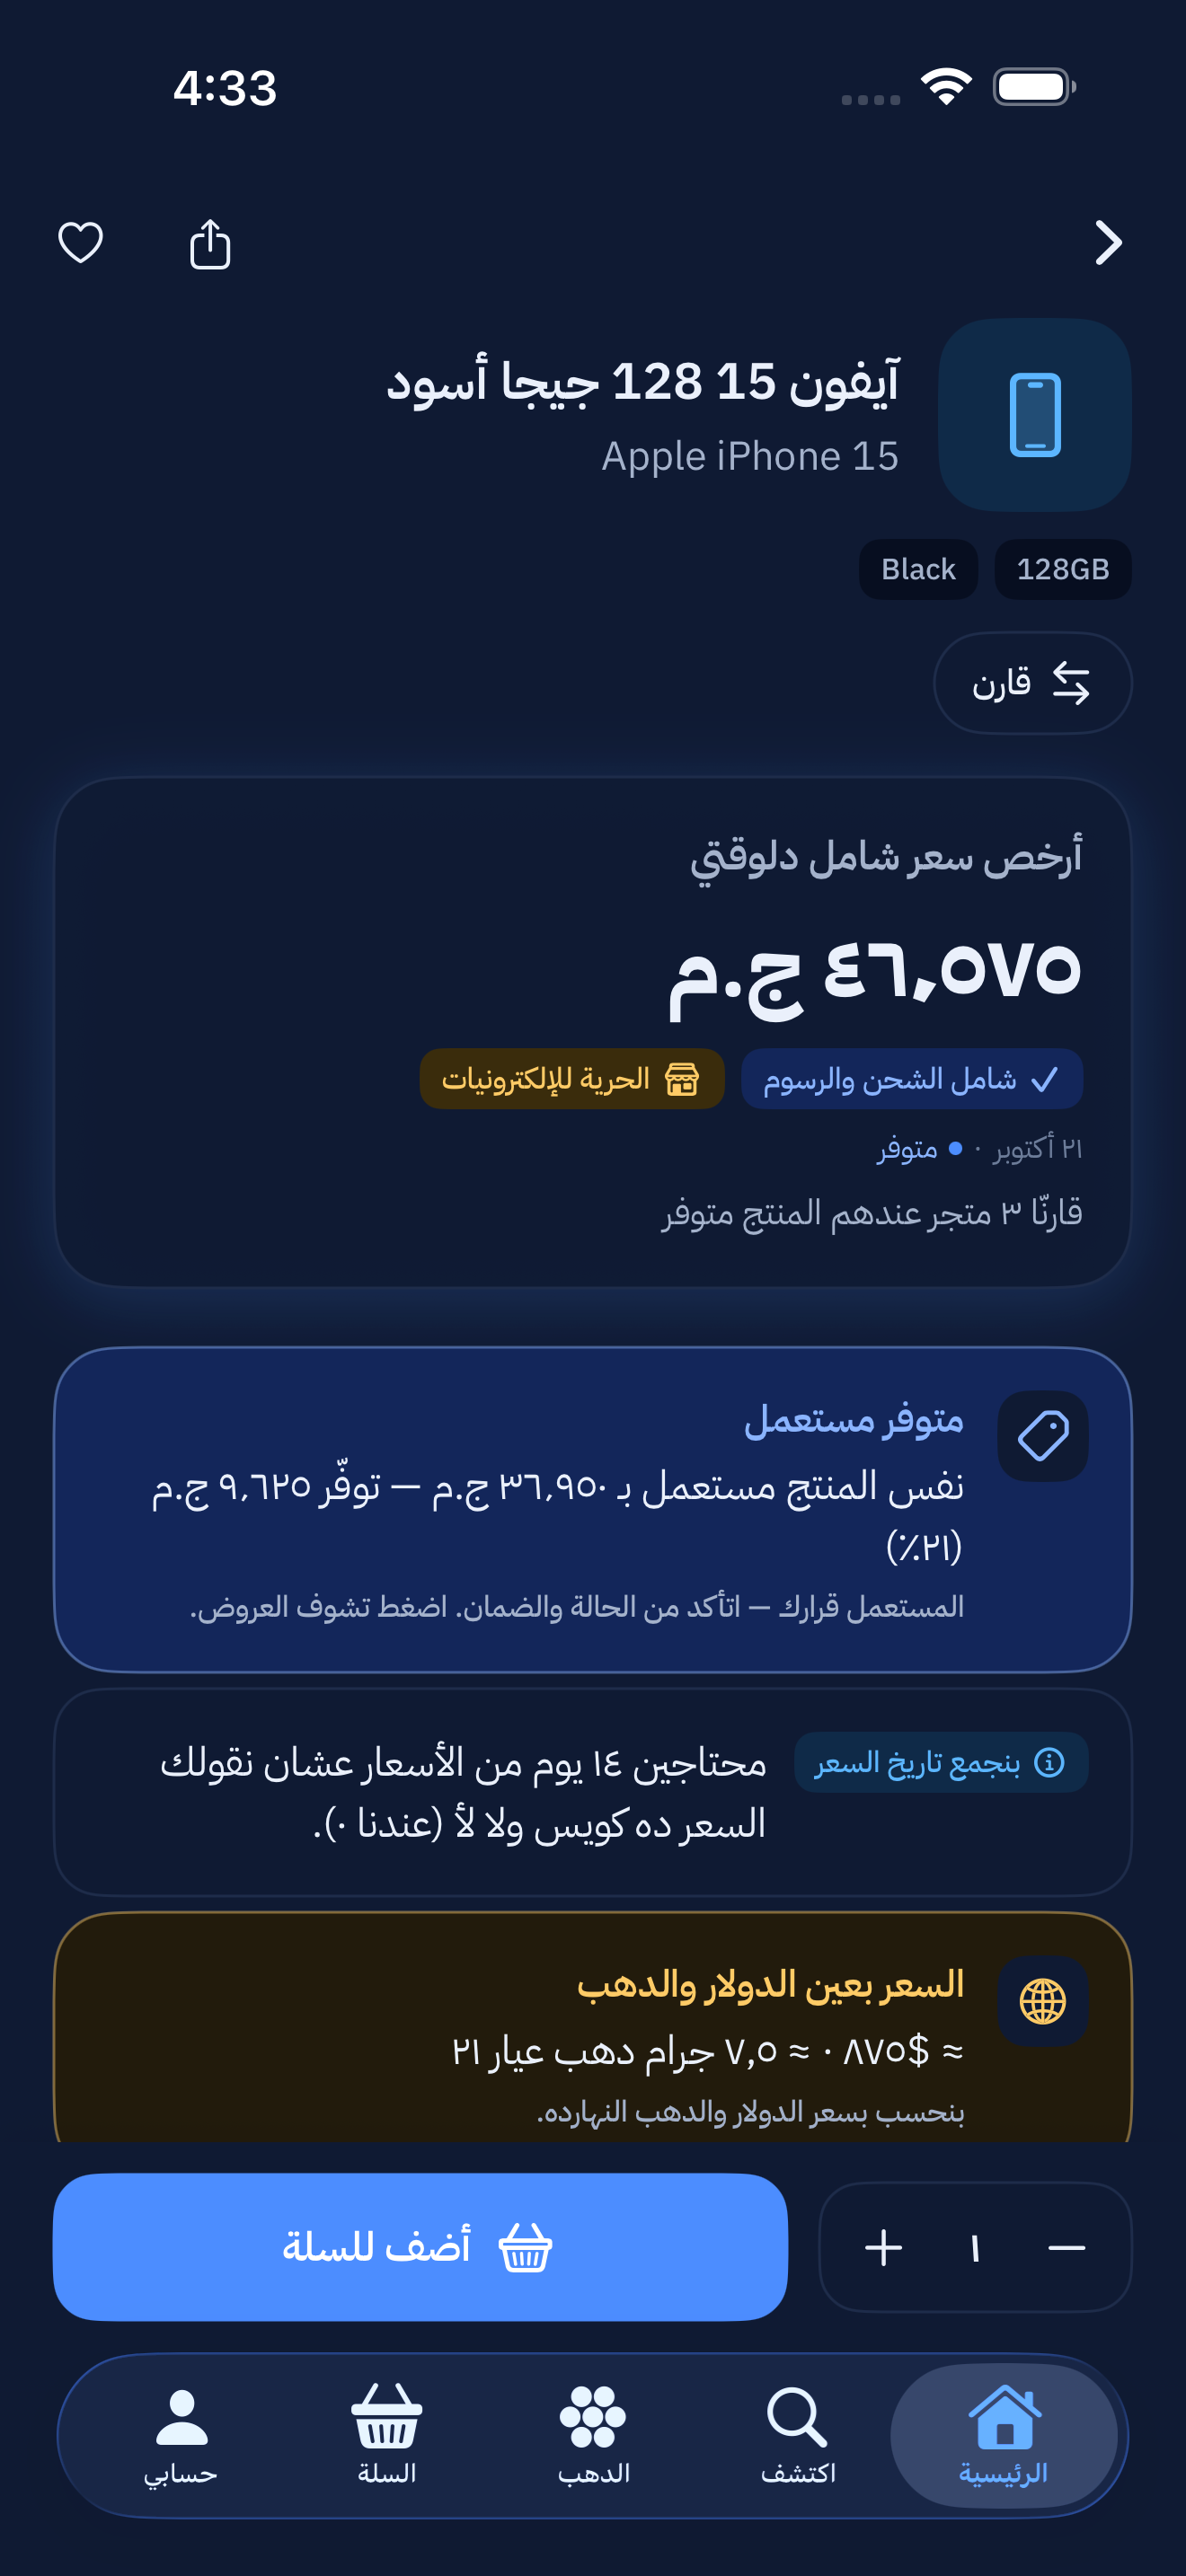 4:33
آيفون 15 128 جيجا أسود
Apple iPhone 15
128GB
Black
قارن
أرخص سعر شامل دلوقتي
٤٦,٥٧٥ ج.م
شامل الشحن والرسوم
الحرية للإلكترونيات
٢١ أكتوبر · متوفر
قارنّا ٣ متجر عندهم المنتج متوفر
متوفر مستعمل
نفس المنتج مستعمل بـ ٣٦,٩٥٠ ج.م — توفّر ٩,٦٢٥ ج.م
(٢١٪)
المستعمل قرارك — اتأكد من الحالة والضمان. اضغط تشوف العروض.
بنجمع تاريخ السعر
محتاجين ١٤ يوم من الأسعار عشان نقولك
السعر ده كويس ولا لأ (عندنا ٠).
السعر بعين الدولار والدهب
≈ $٨٧٥ · ≈ ٧,٥ جرام دهب عيار ٢١
بنحسب بسعر الدولار والدهب النهارده.
١
أضف للسلة
الرئيسية
اكتشف
الدهب
السلة
حسابي